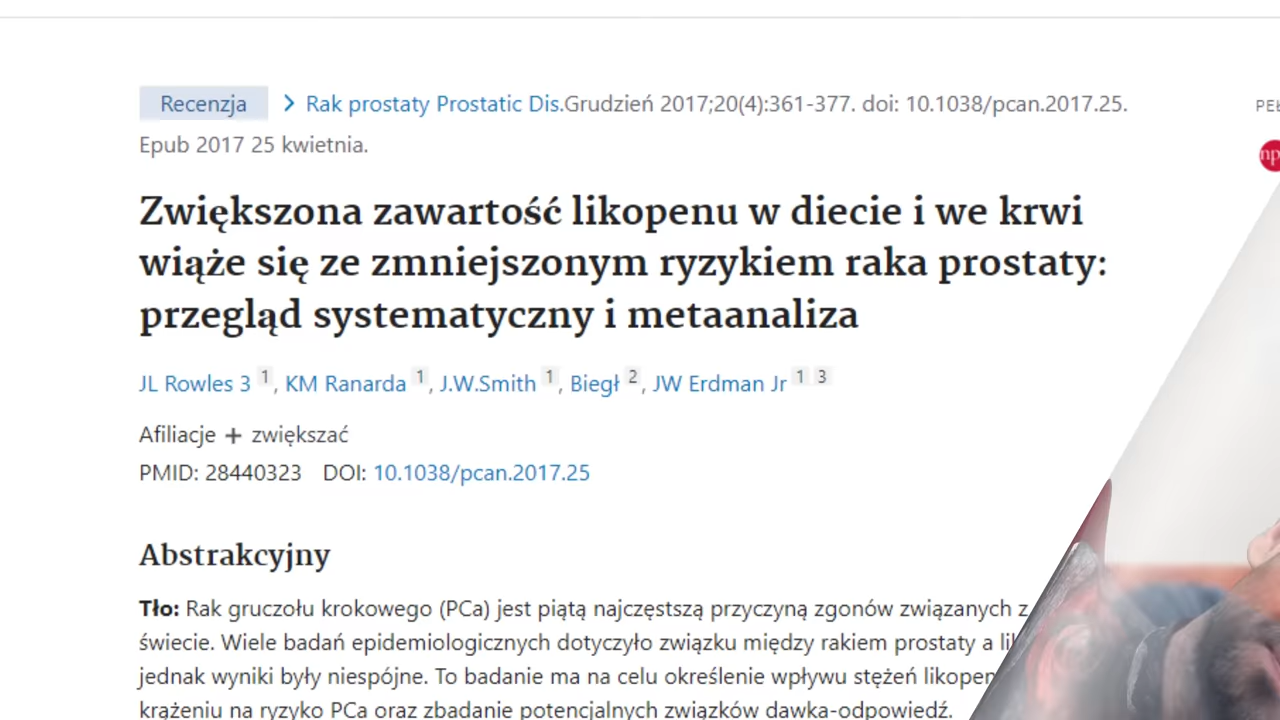 Recenzja > Rak prostaty Prostatic Dis.Grudzień 2017;20(4):361-377. doi: 10.1038/pcan.2017.25.
Epub 2017 25 kwietnia.
Zwiększona zawartość likopenu w diecie i we krwi
wiąże się ze zmniejszonym ryzykiem raka prostaty:
przegląd systematyczny i metaanaliza
JL Rowles 3 1, KM Ranarda 1, J.W.Smith 1, Biegł 2, JW Erdman Jr 1 3
Afiliacje + zwiększać
PMID: 28440323 DOI: 10.1038/pcan.2017.25
Abstrakcyjny
Tło: Rak gruczołu krokowego (PCa) jest piątą najczęstszą przyczyną zgonów związanych z
świecie. Wiele badań epidemiologicznych dotyczyło związku między rakiem prostaty a
jednak wyniki były niespójne. To badanie ma na celu określenie wpływu stężeń
krążeniu na ryzyko PCa oraz zbadanie potencjalnych związków dawka-odpowiedź.